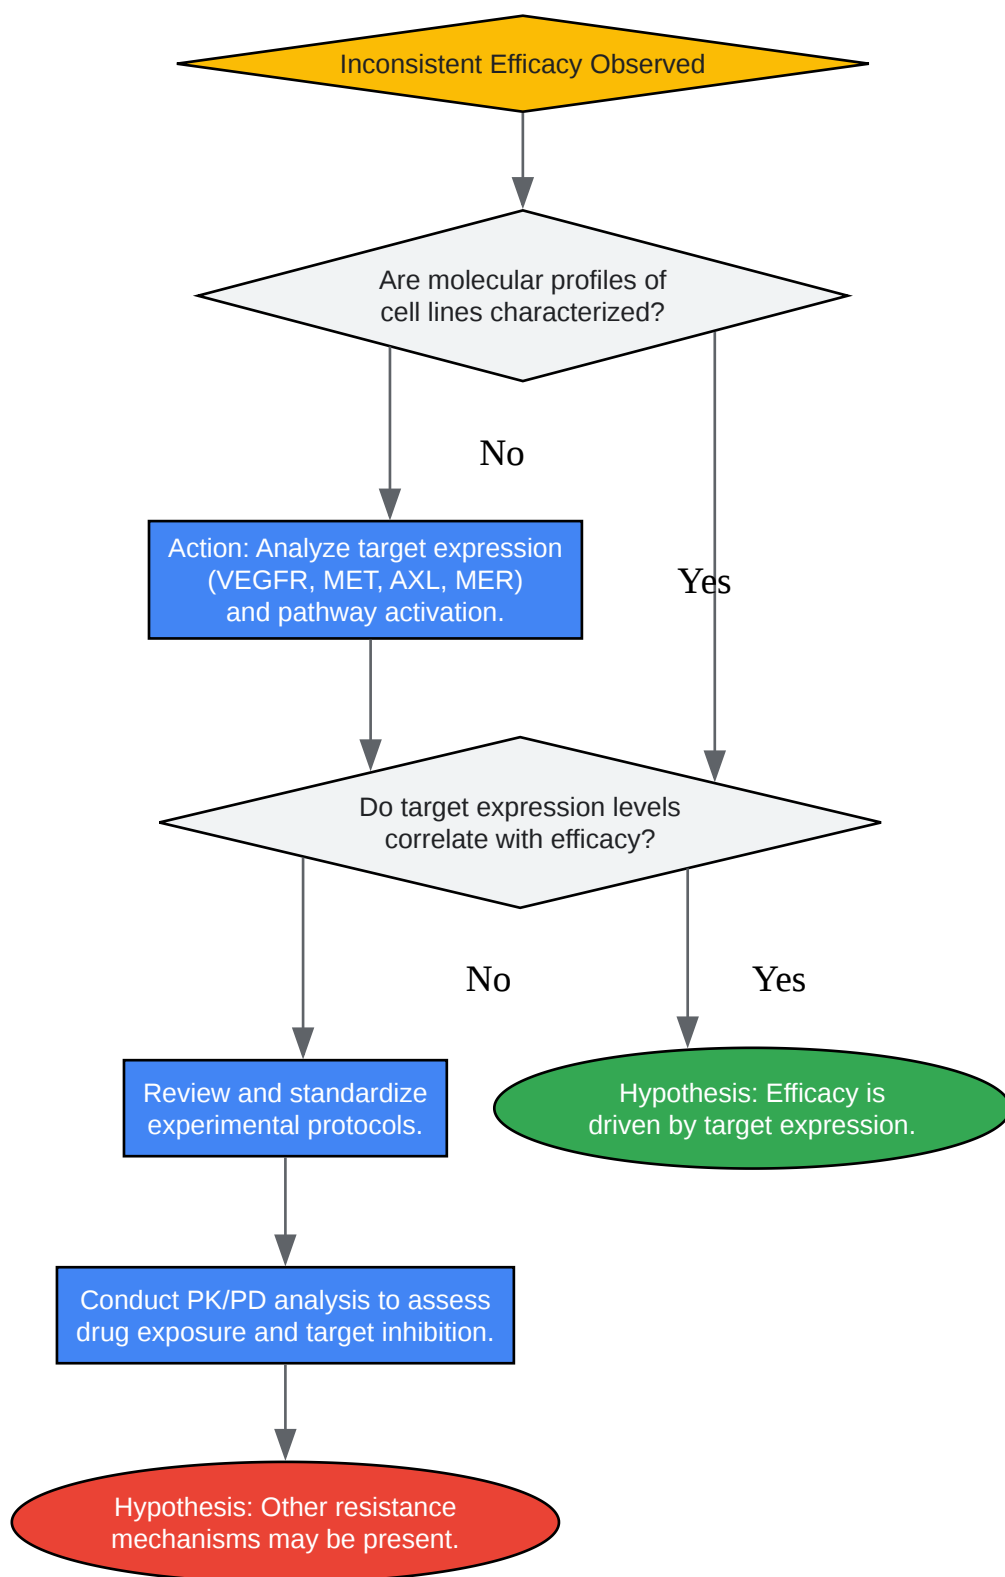 Inconsistent Efficacy Observed
Are molecular profiles of
cell lines characterized?
No
Action: Analyze target expression
(VEGFR, MET, AXL, MER)
and pathway activation.
Yes
Do target expression levels
correlate with efficacy?
No
Yes
Review and standardize
experimental protocols.
Hypothesis: Efficacy is
driven by target expression.
Conduct PK/PD analysis to assess
drug exposure and target inhibition.
Hypothesis: Other resistance
mechanisms may be present.